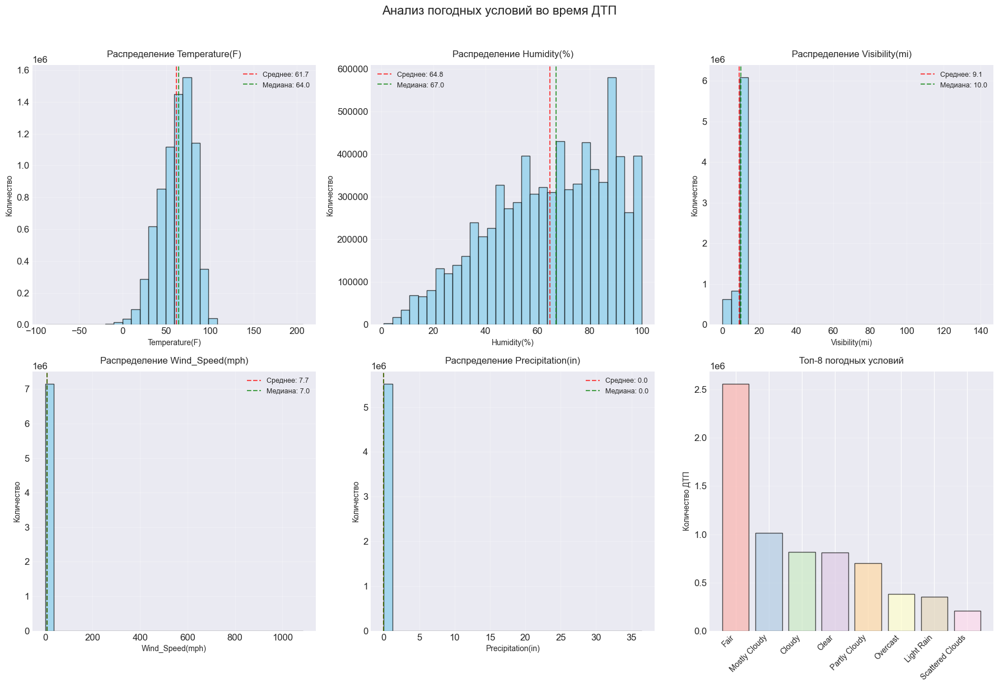 Анализ погодных условий во время ДТП
Распределение Temperature(F)
1e6
Среднее: 61.7
Медиана: 64.0
Количество
1.6
1.4
1.2
1.0
0.8
0.6
0.4
0.2
0.0
−100 −50 0 50 100 150 200
Temperature(F)
Распределение Humidity(%)
Среднее: 64.8
Медиана: 67.0
Количество
600000
500000
400000
300000
200000
100000
0
0 20 40 60 80 100
Humidity(%)
Распределение Visibility(mi)
1e6
Среднее: 9.1
Медиана: 10.0
Количество
6
5
4
3
2
1
0
0 20 40 60 80 100 120 140
Visibility(mi)
Распределение Wind_Speed(mph)
1e6
Среднее: 7.7
Медиана: 7.0
Количество
7
6
5
4
3
2
1
0
0 200 400 600 800 1000
Wind_Speed(mph)
Распределение Precipitation(in)
1e6
Среднее: 0.0
Медиана: 0.0
Количество
5
4
3
2
1
0
0 5 10 15 20 25 30 35
Precipitation(in)
Топ-8 погодных условий
1e6
Количество ДТП
2.5
2.0
1.5
1.0
0.5
0.0
Fair
Mostly Cloudy
Cloudy
Clear
Partly Cloudy
Overcast
Light Rain
Scattered Clouds